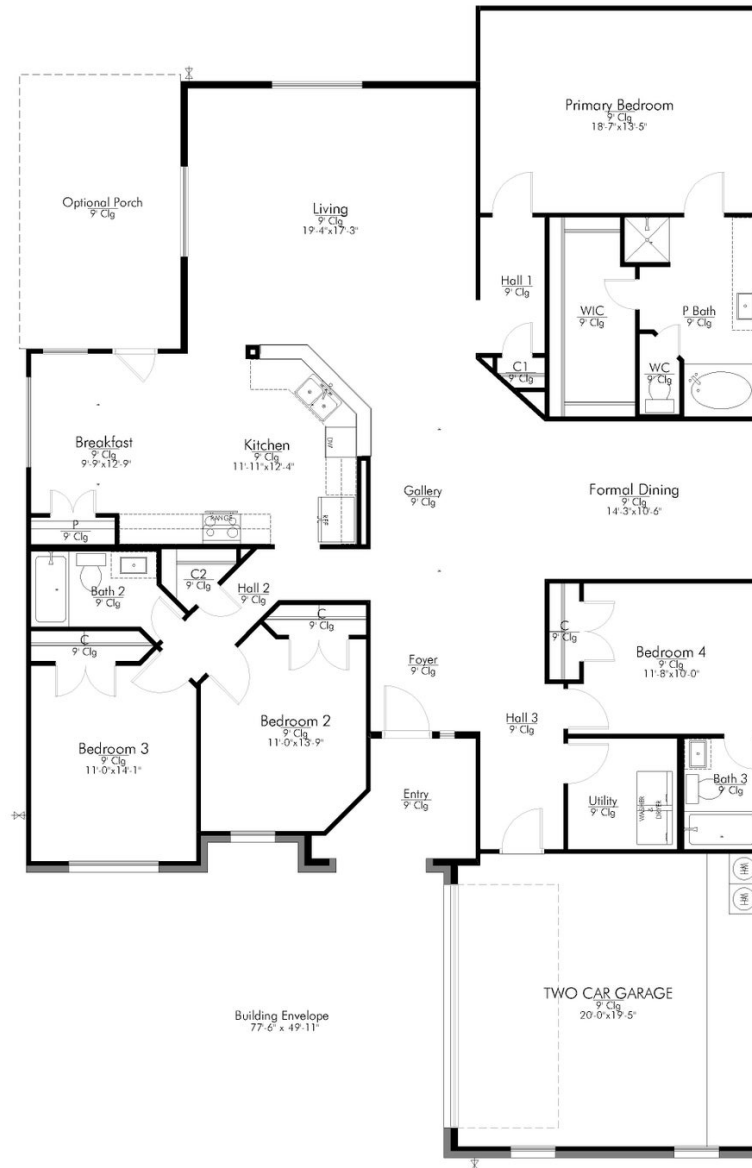 Primary Bedroom
9' Clg
18'-7"x13'-5"
Optional Porch
9' Clg
Living
9' Clg
19'-4"x17'-3"
Hall 1
9' Clg
WIC
9' Clg
P Bath
9' Clg
C1
9' Clg
WC
9' Clg
Breakfast
9' Clg
9'-9"x12'-9"
Kitchen
9' Clg
11'-11"x12'-4"
DW
REF
RANGE
P
9' Clg
Gallery
9' Clg
Formal Dining
9' Clg
14'-3"x10'-6"
Bath 2
9' Clg
C2
9' Clg
Hall 2
9' Clg
C
9' Clg
C
9' Clg
C
9' Clg
Bedroom 4
9' Clg
11'-8"x10'-0"
Foyer
9' Clg
Bedroom 3
9' Clg
11'-0"x14'-1"
Bedroom 2
9' Clg
11'-0"x13'-9"
Hall 3
9' Clg
Entry
9' Clg
Utility
9' Clg
WASHER
&
DRYER
Bath 3
9' Clg
WH
WH
TWO CAR GARAGE
9' Clg
20'-0"x19'-5"
Building Envelope
77'-6" x 49'-11"